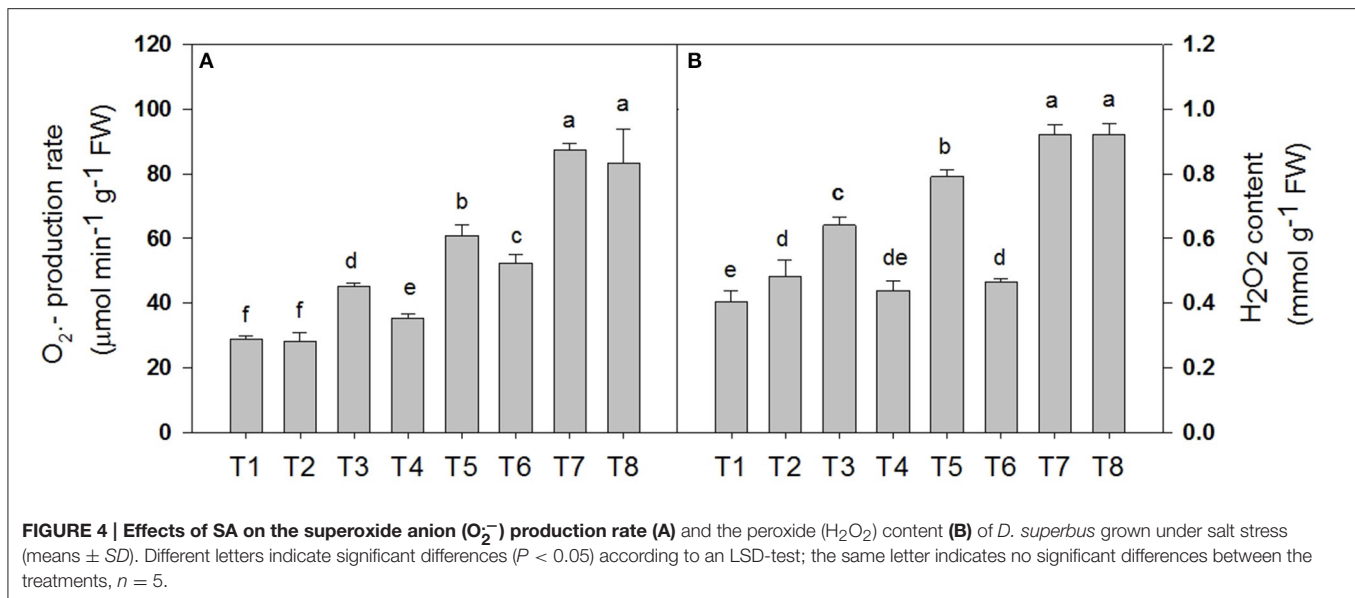 A
B
120
100
80
60
40
20
0
O₂·- production rate
(µmol min⁻¹ g⁻¹ FW)
f
f
d
e
b
c
a
a
T1 T2 T3 T4 T5 T6 T7 T8
e
d
c
de
b
d
a
a
T1 T2 T3 T4 T5 T6 T7 T8
1.2
1.0
0.8
0.6
0.4
0.2
0.0
H2O2 content
(mmol g⁻¹ FW)
FIGURE 4 | Effects of SA on the superoxide anion (O₂·⁻) production rate (A) and the peroxide (H₂O₂) content (B) of D. superbus grown under salt stress
(means ± SD). Different letters indicate significant differences (P < 0.05) according to an LSD-test; the same letter indicates no significant differences between the
treatments, n = 5.